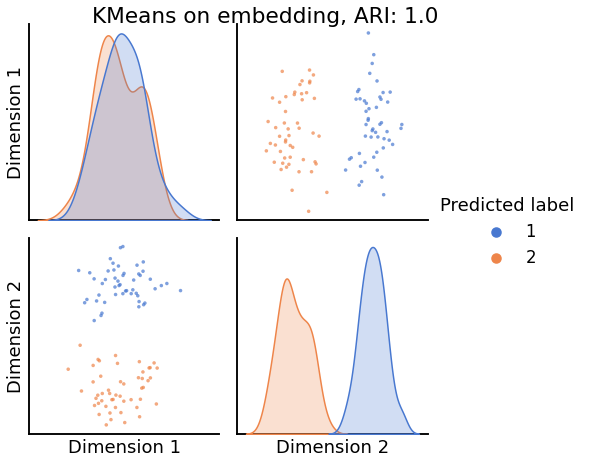 KMeans on embedding, ARI: 1.0
Dimension 1
Predicted label
1
2
Dimension 2
Dimension 1
Dimension 2